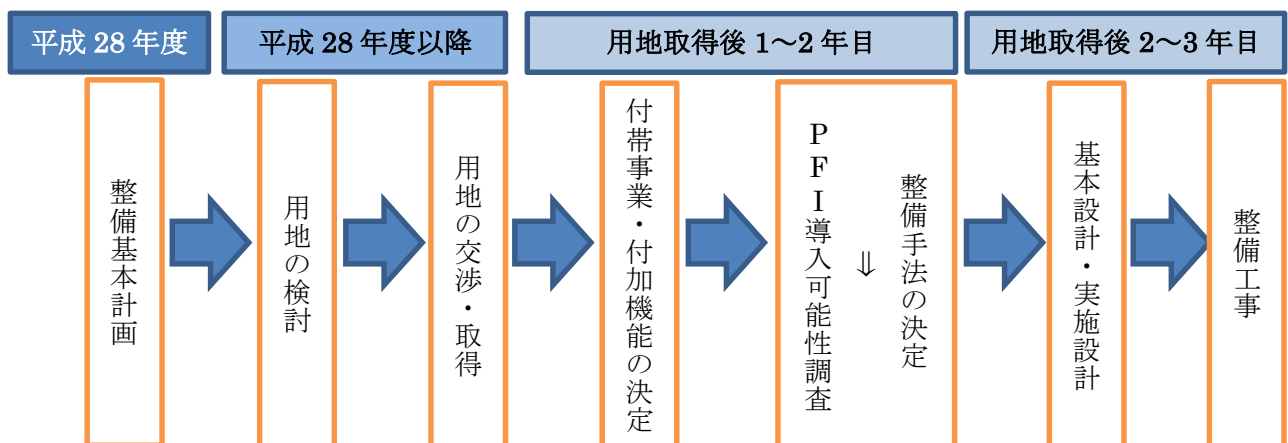 平成 28 年度
平成 28 年度以降
用地取得後 1～2 年目
用地取得後 2～3 年目
整備基本計画
用地の検討
用地の交渉・取得
付帯事業・付加機能の決定
PFI導入可能性調査
⇓
整備手法の決定
基本設計・実施設計
整備工事